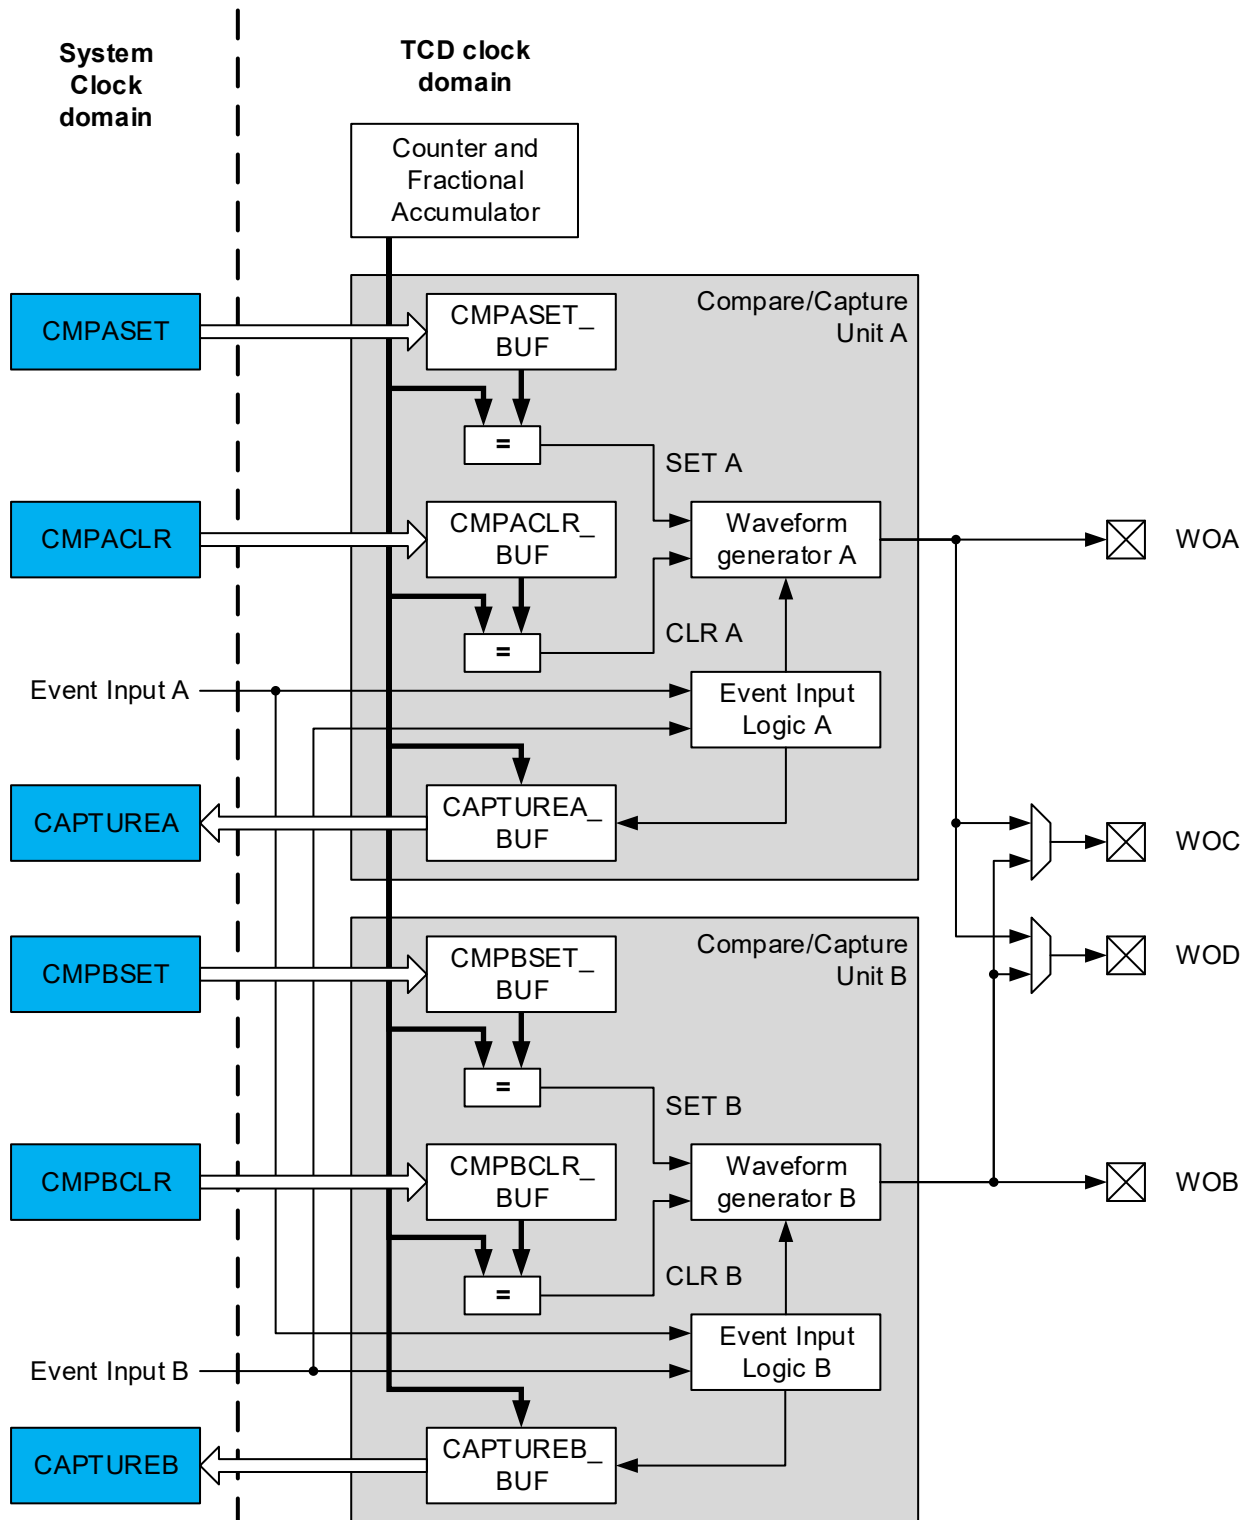 System
Clock
domain
TCD clock
domain
Counter and
Fractional
Accumulator
Compare/Capture
Unit A
CMPASET
CMPASET_
BUF
=
SET A
CMPACLR
CMPACLR_
BUF
Waveform
generator A
WOA
=
CLR A
Event Input A
Event Input
Logic A
CAPTUREA
CAPTUREA_
BUF
WOC
Compare/Capture
Unit B
CMPBSET
CMPBSET_
BUF
WOD
=
SET B
CMPBCLR
CMPBCLR_
BUF
Waveform
generator B
WOB
=
CLR B
Event Input B
Event Input
Logic B
CAPTUREB
CAPTUREB_
BUF